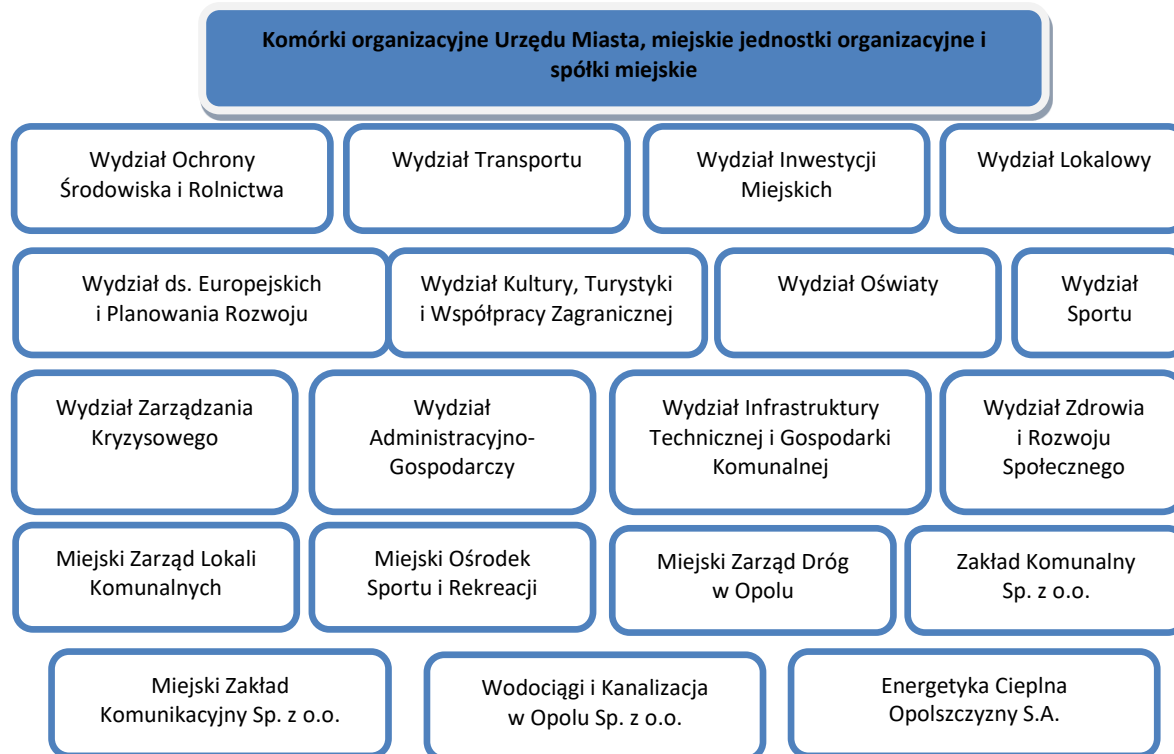 Komórki organizacyjne Urzędu Miasta, miejskie jednostki organizacyjne i
spółki miejskie
Wydział Ochrony
Środowiska i Rolnictwa
Wydział Transportu
Wydział Inwestycji
Miejskich
Wydział Lokalowy
Wydział ds. Europejskich
i Planowania Rozwoju
Wydział Kultury, Turystyki
i Współpracy Zagranicznej
Wydział Oświaty
Wydział
Sportu
Wydział Zarządzania
Kryzysowego
Wydział
Administracyjno-
Gospodarczy
Wydział Infrastruktury
Technicznej i Gospodarki
Komunalnej
Wydział Zdrowia
i Rozwoju
Społecznego
Miejski Zarząd Lokali
Komunalnych
Miejski Ośrodek
Sportu i Rekreacji
Miejski Zarząd Dróg
w Opolu
Zakład Komunalny
Sp. z o.o.
Miejski Zakład
Komunikacyjny Sp. z o.o.
Wodociągi i Kanalizacja
w Opolu Sp. z o.o.
Energetyka Cieplna
Opolszczyzny S.A.